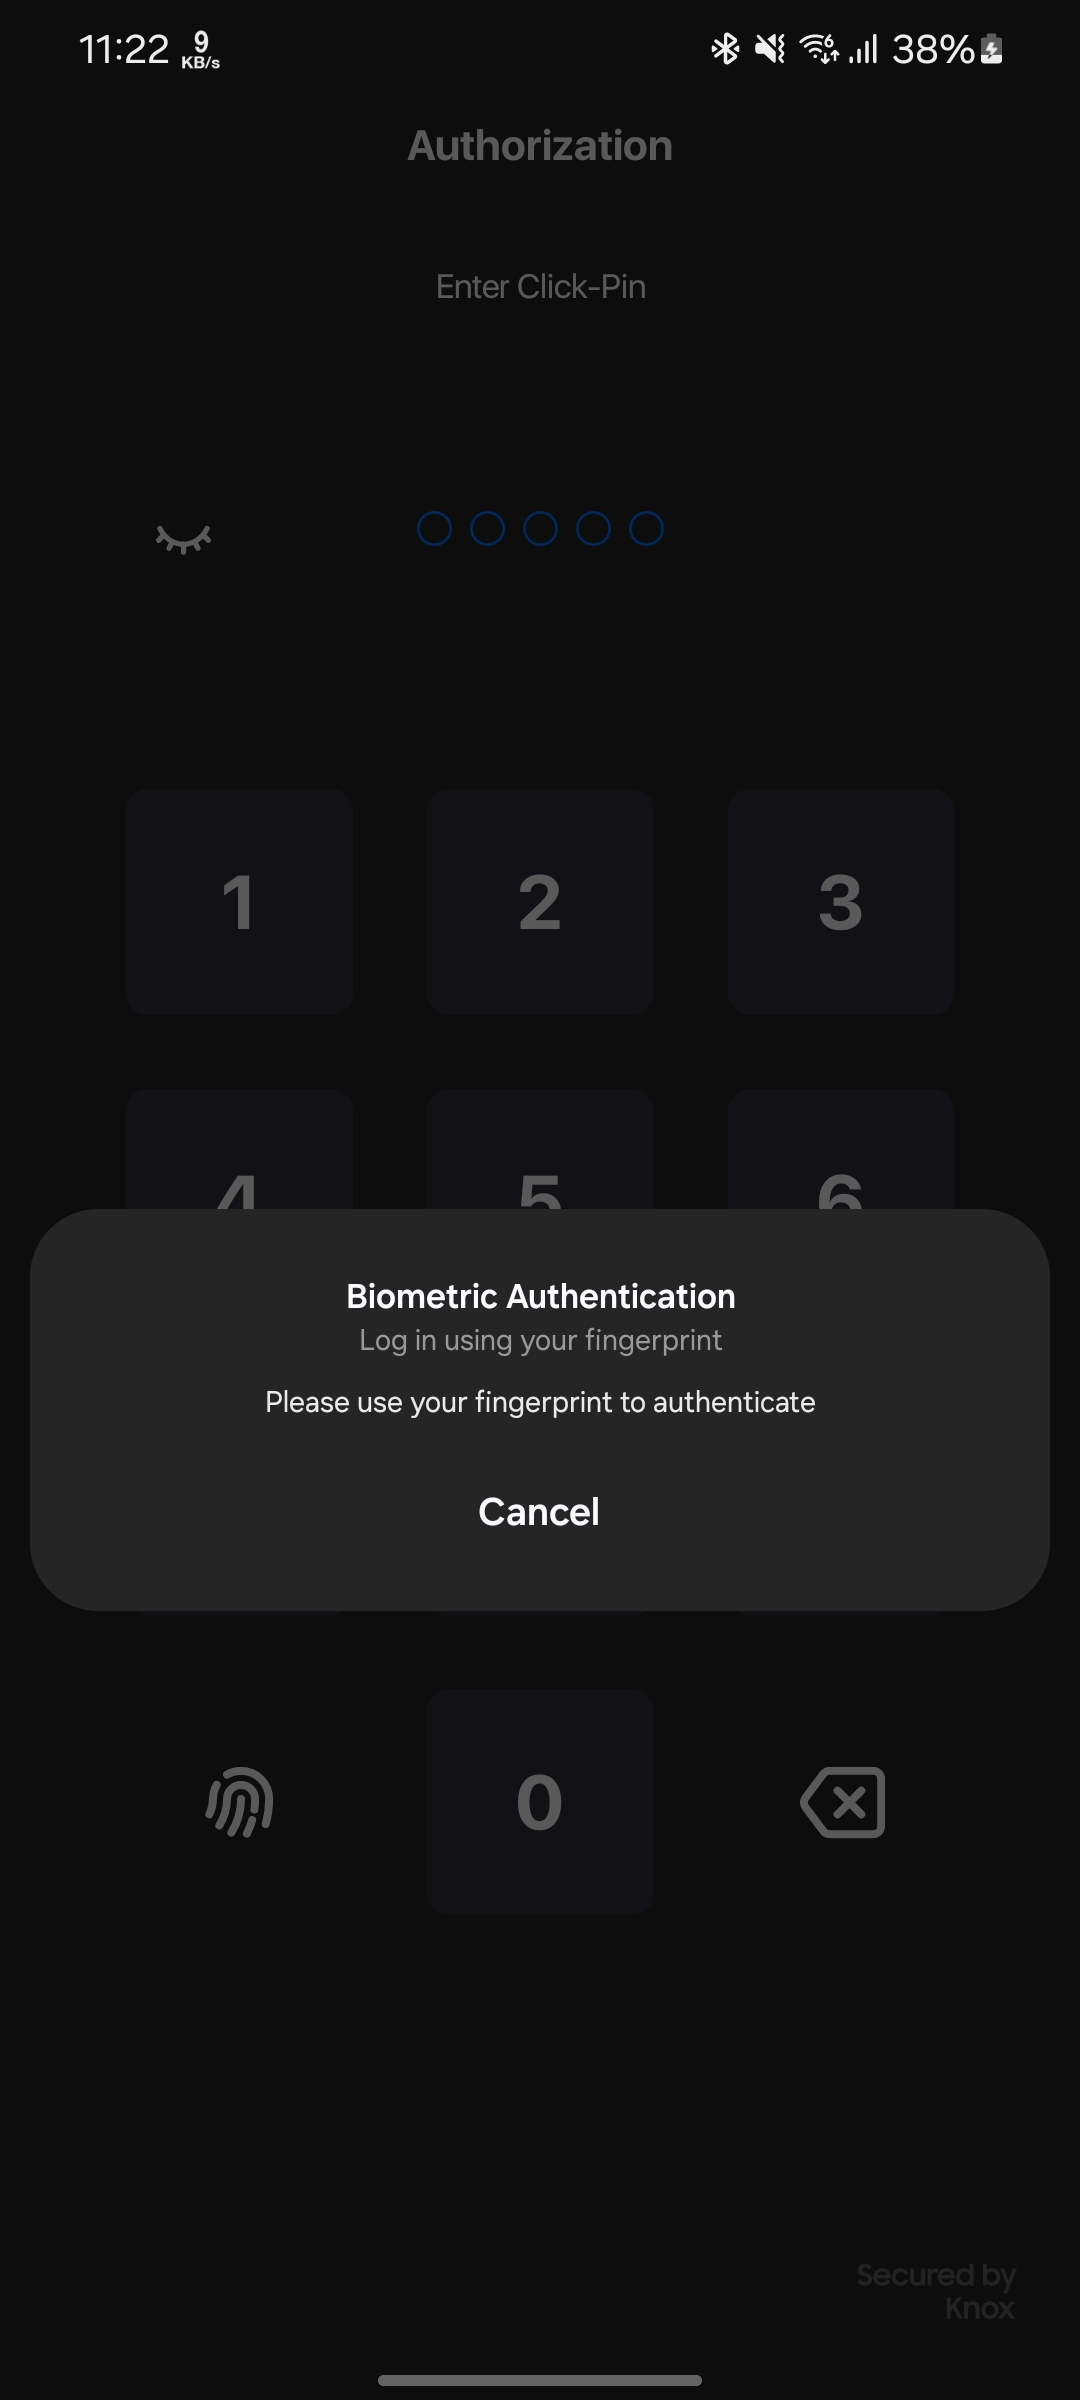 11:22 9 KB/s 6 38%
Authorization
Enter Click-Pin
1 2 3
4 5 6
Biometric Authentication
Log in using your fingerprint
Please use your fingerprint to authenticate
Cancel
0
Secured by
Knox